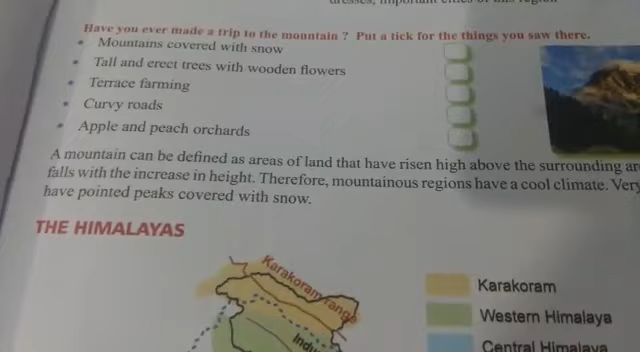 Have you ever made a trip to the mountain ? Put a tick for the things you saw there.
• Mountains covered with snow
• Tall and erect trees with wooden flowers
• Terrace farming
• Curvy roads
• Apple and peach orchards
A mountain can be defined as areas of land that have risen high above the surrounding
falls with the increase in height. Therefore, mountainous regions have a cool climate. Very
have pointed peaks covered with snow.
THE HIMALAYAS
Karakoram range
Karakoram
Western Himalaya
Central Himalaya